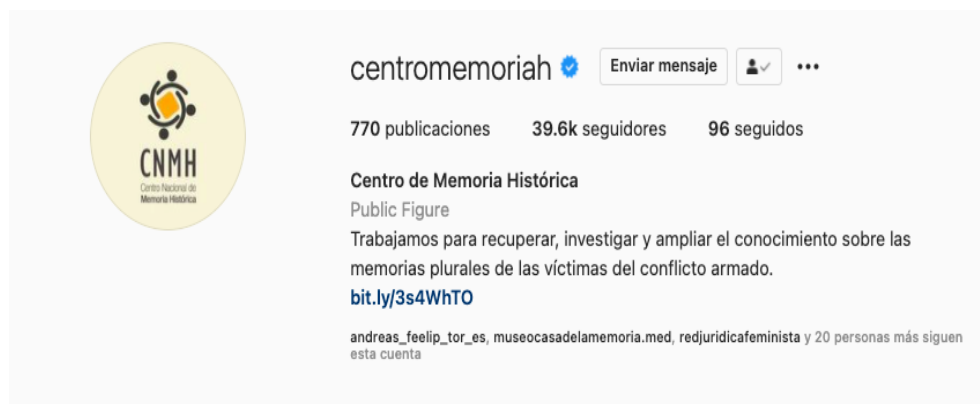 CNMH
Centro Nacional de
Memoria Histórica
centromemoriah
Enviar mensaje
770 publicaciones 39.6k seguidores 96 seguidos
Centro de Memoria Histórica
Public Figure
Trabajamos para recuperar, investigar y ampliar el conocimiento sobre las
memorias plurales de las víctimas del conflicto armado.
bit.ly/3s4WhTO
andreas_feelip_tor_es, museocasadelamemoria.med, redjuridicafeminista y 20 personas más siguen
esta cuenta